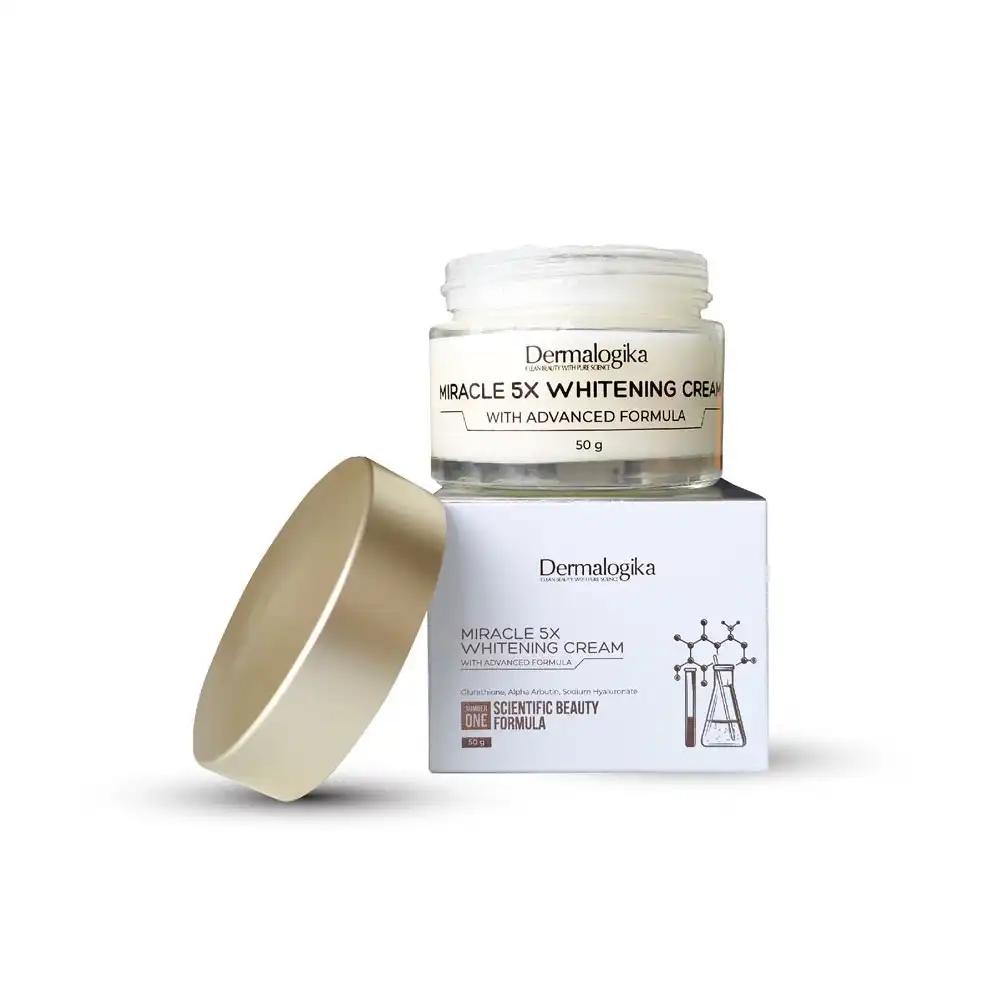 Dermalogika
CLEAN BEAUTY WITH PURE SCIENCE
MIRACLE 5X WHITENING CREAM
WITH ADVANCED FORMULA
50 g
Dermalogika
CLEAN BEAUTY WITH PURE SCIENCE
MIRACLE 5X
WHITENING CREAM
WITH ADVANCED FORMULA
Glutathione, Alpha Arbutin, Sodium Hyaluronate
NUMBER
ONE
SCIENTIFIC BEAUTY
FORMULA
50 g